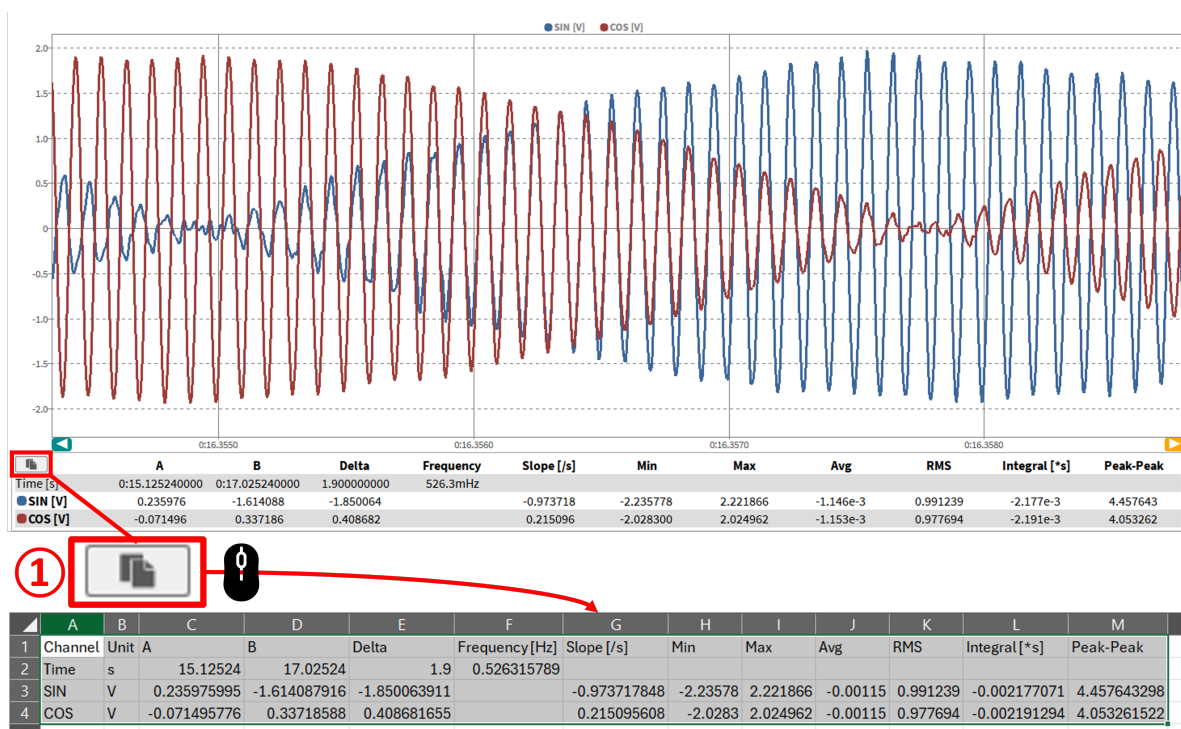 SIN [V] COS [V]
2.0
1.5
1.0
0.5
0
-0.5
-1.0
-1.5
-2.0
0:16.3550 0:16.3560 0:16.3570 0:16.3580
A B Delta Frequency Slope [/s] Min Max Avg RMS Integral [*s] Peak-Peak
Time [s] 0:15.125240000 0:17.025240000 1.900000000 526.3mHz
SIN [V] 0.235976 -1.614088 -1.850064 -0.973718 -2.235778 2.221866 -1.146e-3 0.991239 -2.177e-3 4.457643
COS [V] -0.071496 0.337186 0.408682 0.215096 -2.028300 2.024962 -1.153e-3 0.977694 -2.191e-3 4.053262
1
A B C D E F G H I J K L M
1 Channel Unit A B Delta Frequency [Hz] Slope [/s] Min Max Avg RMS Integral [*s] Peak-Peak
2 Time s 15.12524 17.02524 1.9 0.526315789
3 SIN V 0.235975995 -1.614087916 -1.850063911 -0.973717848 -2.23578 2.221866 -0.00115 0.991239 -0.002177071 4.457643298
4 COS V -0.071495776 0.33718588 0.408681655 0.215095608 -2.0283 2.024962 -0.00115 0.977694 -0.002191294 4.053261522